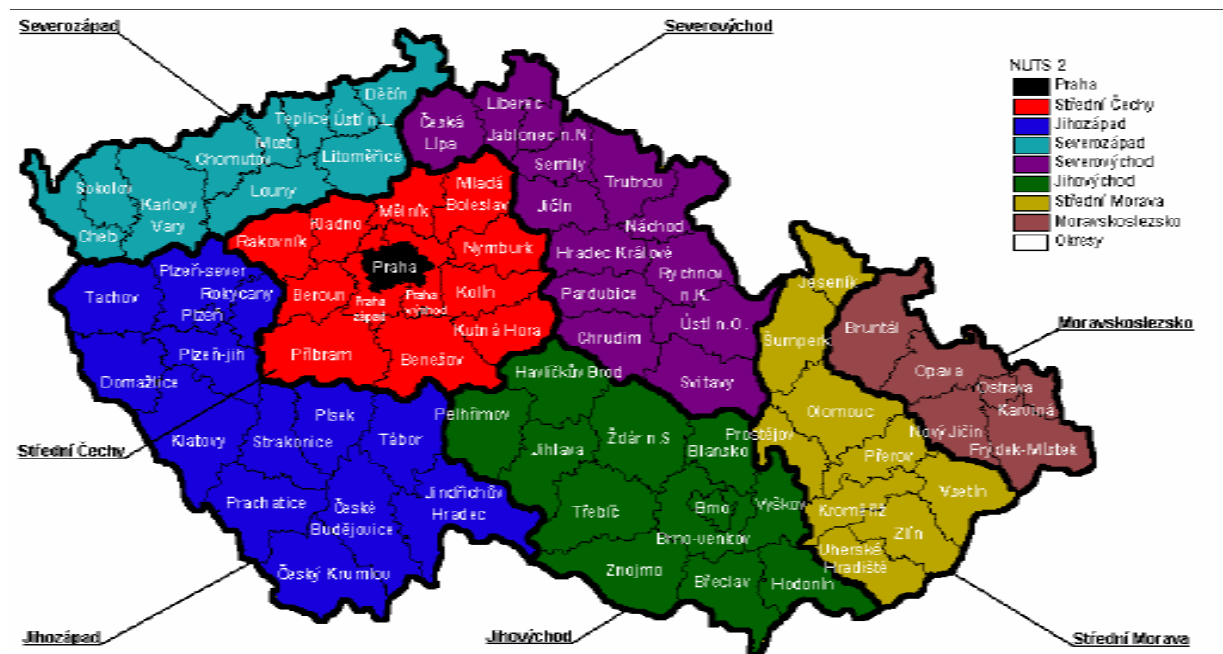 Severozápad
Severovýchod
NUTS 2
Praha
Střední Čechy
Jihozápad
Severozápad
Severovýchod
Jihovýchod
Střední Morava
Moravskoslezsko
Okresy
Děčín
Teplice
Ústí n.L.
Most
Chomutov
Litoměřice
Louny
Sokolov
Karlovy
Vary
Cheb
Liberec
Česká
Lípa
Jablonec n.N
Semily
Trutnov
Jičín
Náchod
Hradec Králové
Rychnov
n.K.
Pardubice
Ústí n.O.
Chrudim
Svitavy
Mladá
Boleslav
Mělník
Kladno
Rakovník
Nymburk
Praha
Beroun
Praha
západ
Praha
východ
Kolín
Kutná Hora
Příbram
Benešov
Plzeň-sever
Tachov
Rokycany
Plzeň
Plzeň-jih
Domažlice
Klatovy
Písek
Strakonice
Tábor
Prachatice
České
Budějovice
Jindřichův
Hradec
Český Krumlov
Havlíčkův Brod
Pelhřimov
Jihlava
Žďár n.S
Blansko
Třebíč
Brno
Vyškov
Brno-venkov
Znojmo
Břeclav
Hodonín
Jeseník
Šumperk
Olomouc
Prostějov
Přerov
Kroměříž
Vsetín
Zlín
Uherské
Hradiště
Bruntál
Opava
Ostrava
Karviná
Nový Jičín
Frýdek-Místek
Moravskoslezsko
Střední Čechy
Jihozápad
Jihovýchod
Střední Morava